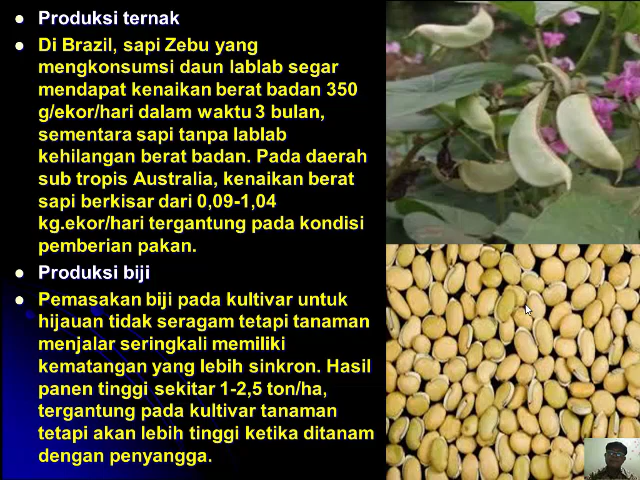 Produksi ternak
Di Brazil, sapi Zebu yang
mengkonsumsi daun lablab segar
mendapat kenaikan berat badan 350
g/ekor/hari dalam waktu 3 bulan,
sementara sapi tanpa lablab
kehilangan berat badan. Pada daerah
sub tropis Australia, kenaikan berat
sapi berkisar dari 0,09-1,04
kg.ekor/hari tergantung pada kondisi
pemberian pakan.
Produksi biji
Pemasakan biji pada kultivar untuk
hijauan tidak seragam tetapi tanaman
menjalar seringkali memiliki
kematangan yang lebih sinkron. Hasil
panen tinggi sekitar 1-2,5 ton/ha,
tergantung pada kultivar tanaman
tetapi akan lebih tinggi ketika ditanam
dengan penyangga.